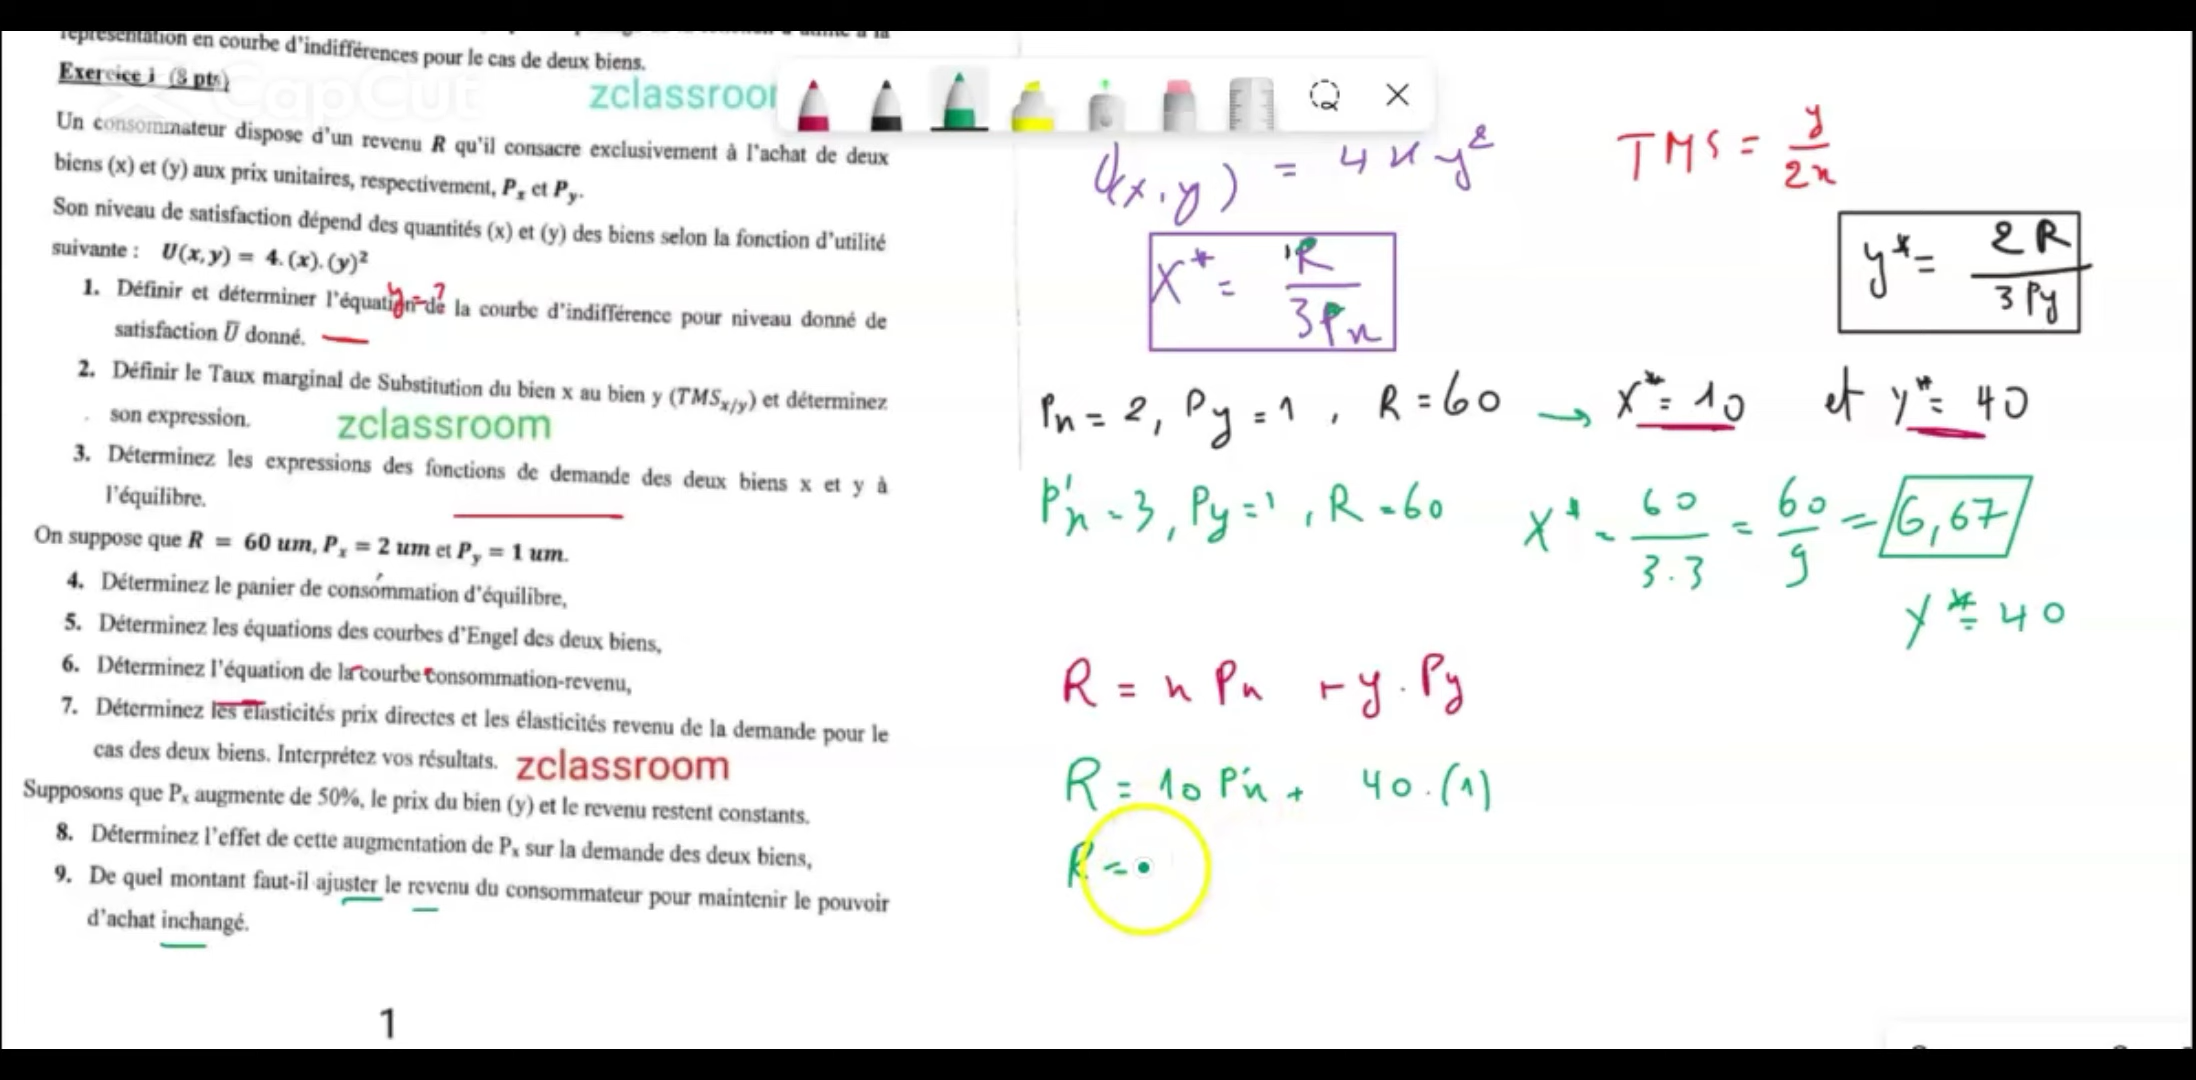 représentation en courbe d'indifférences pour le cas de deux biens.
Exercice 1 (8 pts)
CapCut
zclassroo
Un consommateur dispose d'un revenu R qu'il consacre exclusivement à l'achat de deux
biens (x) et (y) aux prix unitaires, respectivement, Px et Py.
Son niveau de satisfaction dépend des quantités (x) et (y) des biens selon la fonction d'utilité
suivante : U(x, y) = 4. (x). (y)²
1. Définir et déterminer l'équation de la courbe d'indifférence pour niveau donné de
y=?
satisfaction U̅ donné.
2. Définir le Taux marginal de Substitution du bien x au bien y (TMSx/y) et déterminez
son expression.
zclassroom
3. Déterminez les expressions des fonctions de demande des deux biens x et y à
l'équilibre.
On suppose que R = 60 um, Px = 2 um et Py = 1 um.
4. Déterminez le panier de consommation d'équilibre,
5. Déterminez les équations des courbes d'Engel des deux biens,
6. Déterminez l'équation de la courbe consommation-revenu,
7. Déterminez les élasticités prix directes et les élasticités revenu de la demande pour le
cas des deux biens. Interprétez vos résultats.
zclassroom
Supposons que Px augmente de 50%, le prix du bien (y) et le revenu restent constants.
8. Déterminez l'effet de cette augmentation de Px sur la demande des deux biens,
9. De quel montant faut-il ajuster le revenu du consommateur pour maintenir le pouvoir
d'achat inchangé.
1
U(x,y) = 4xy²
TMS = y/2x
x* = R/3Px
y* = 2R/3Py
Px = 2, Py = 1, R = 60 → x* = 10 et y* = 40
P'x = 3, Py = 1, R = 60 x* = 60/3.3 = 60/9 = 6,67
y* = 40
R = x Px + y . Py
R = 10 P'x + 40.(1)
R =